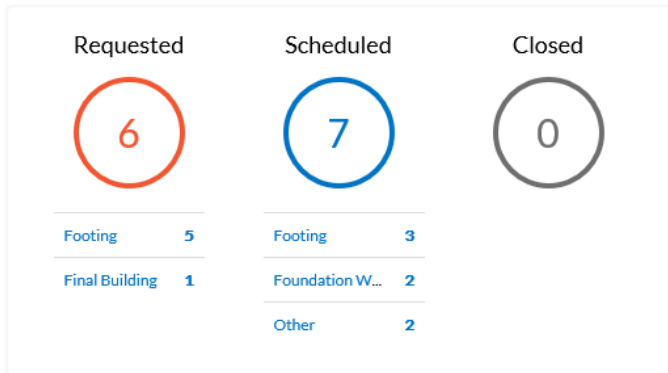 Requested Scheduled Closed
6 7 0
Footing 5 Footing 3
Final Building 1 Foundation W... 2
Other 2